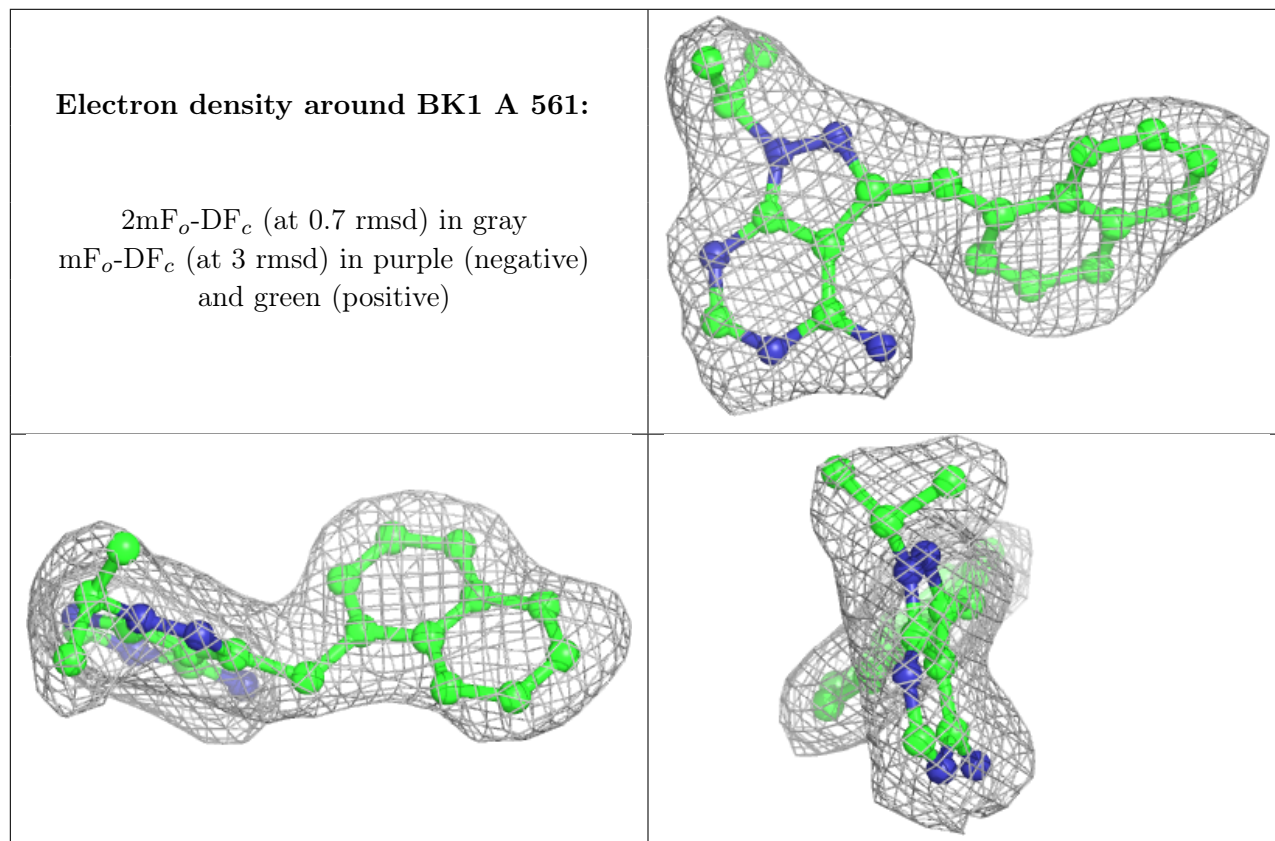 Electron density around BK1 A 561:
2mFₒ-DF𝒸 (at 0.7 rmsd) in gray
mFₒ-DF𝒸 (at 3 rmsd) in purple (negative)
and green (positive)